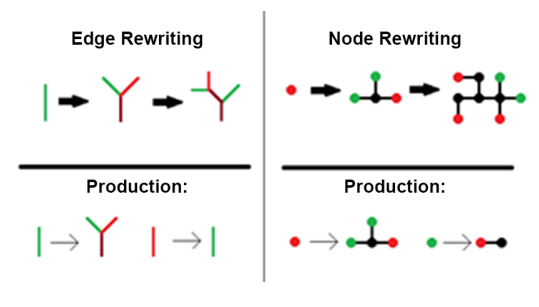 Edge Rewriting
Node Rewriting
Production:
Production: